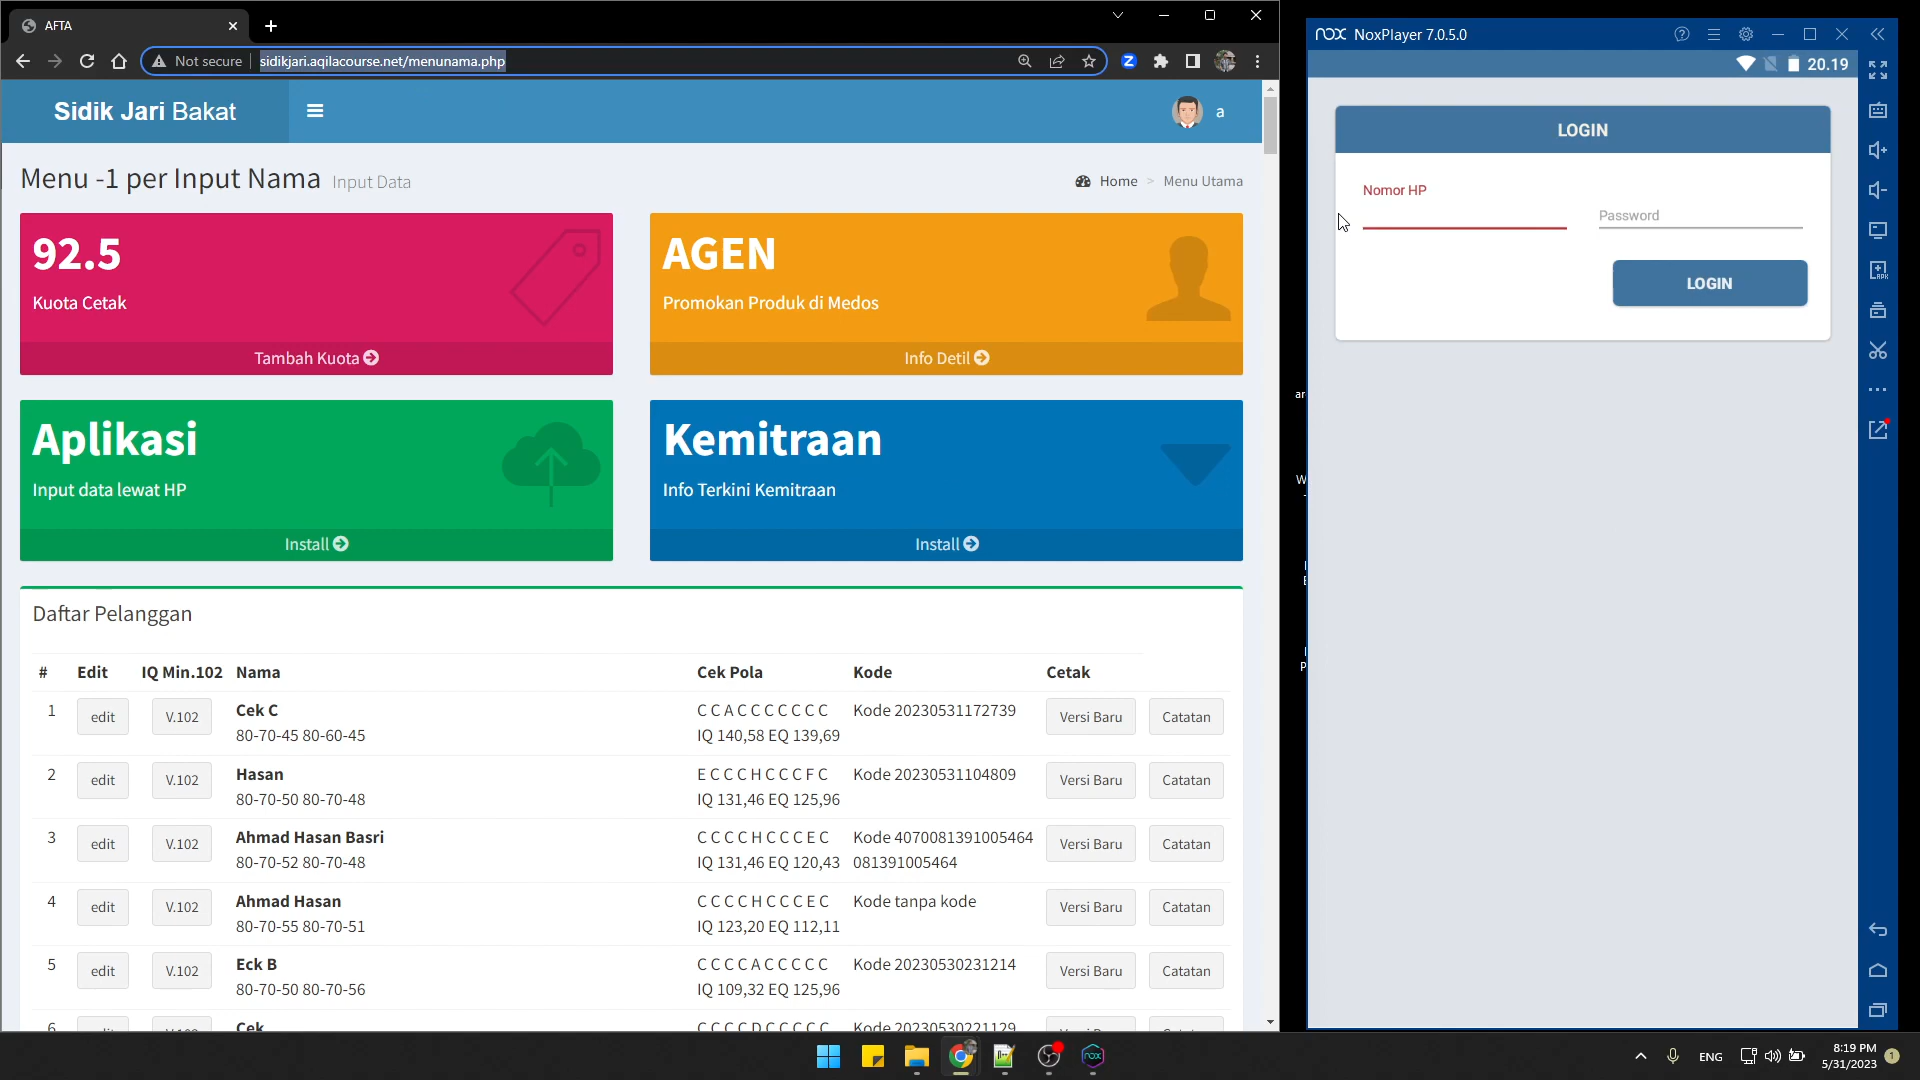 AFTA
Not secure
sidikjari.aqilacourse.net/menunama.php
Sidik Jari Bakat
a
Menu -1 per Input Nama Input Data
Home > Menu Utama
92.5
Kuota Cetak
Tambah Kuota
AGEN
Promokan Produk di Medos
Info Detil
Aplikasi
Input data lewat HP
Install
Kemitraan
Info Terkini Kemitraan
Install
Daftar Pelanggan
# Edit IQ Min.102 Nama Cek Pola Kode Cetak
1 edit V.102 Cek C C C A C C C C C C C Kode 20230531172739 Versi Baru Catatan
80-70-45 80-60-45 IQ 140,58 EQ 139,69
2 edit V.102 Hasan E C C C H C C C F C Kode 20230531104809 Versi Baru Catatan
80-70-50 80-70-48 IQ 131,46 EQ 125,96
3 edit V.102 Ahmad Hasan Basri C C C C H C C C E C Kode 4070081391005464 Versi Baru Catatan
80-70-52 80-70-48 IQ 131,46 EQ 120,43 081391005464
4 edit V.102 Ahmad Hasan C C C C H C C C E C Kode tanpa kode Versi Baru Catatan
80-70-55 80-70-51 IQ 123,20 EQ 112,11
5 edit V.102 Eck B C C C C A C C C C C Kode 20230530231214 Versi Baru Catatan
80-70-50 80-70-56 IQ 109,32 EQ 125,96
6 Cek C C C C D C C C C C Kode 20230530221129
nox NoxPlayer 7.0.5.0
20.19
LOGIN
Nomor HP
Password
LOGIN
ENG
8:19 PM
5/31/2023
1